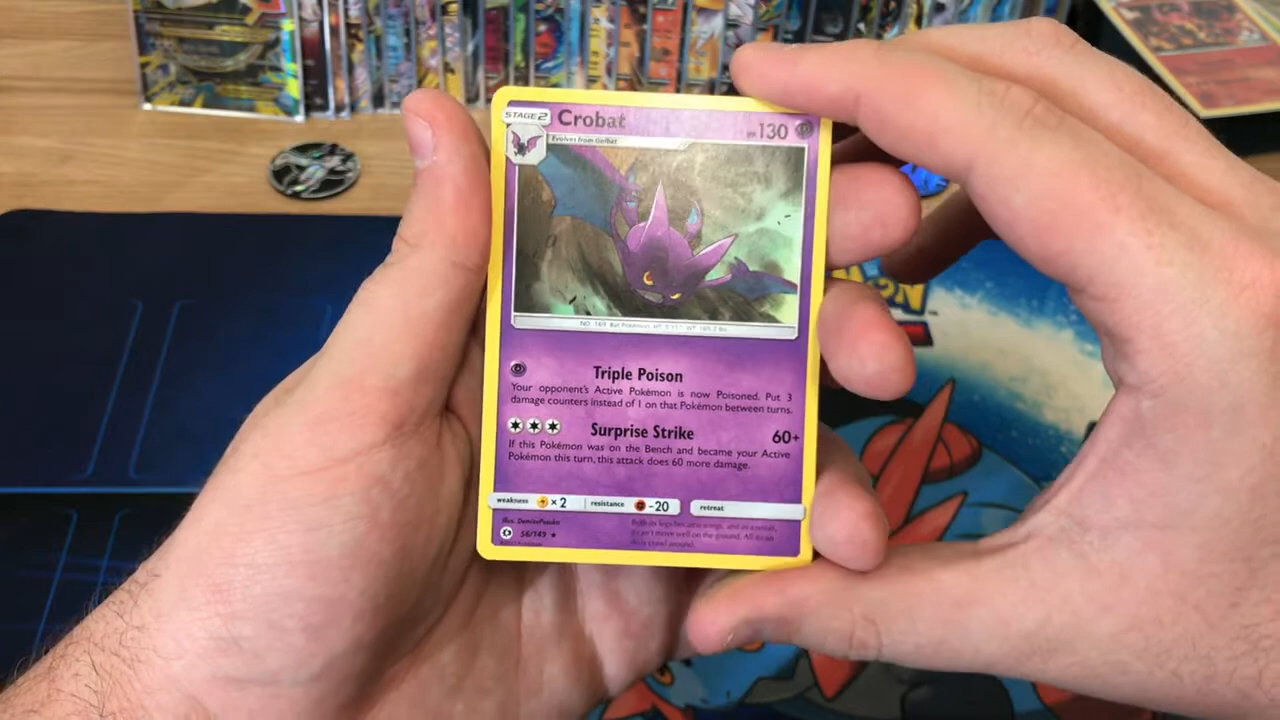 STAGE 2 Crobat HP 130
Evolves from Golbat
NO. 169 Bat Pokémon HT: 5'11" WT: 165.3 lbs.
Triple Poison
Your opponent's Active Pokémon is now Poisoned. Put 3
damage counters instead of 1 on that Pokémon between turns.
Surprise Strike 60+
If this Pokémon was on the Bench and became your Active
Pokémon this turn, this attack does 60 more damage.
weakness ×2 resistance -20 retreat
Illus. DemizuPosuka
56/149 ★